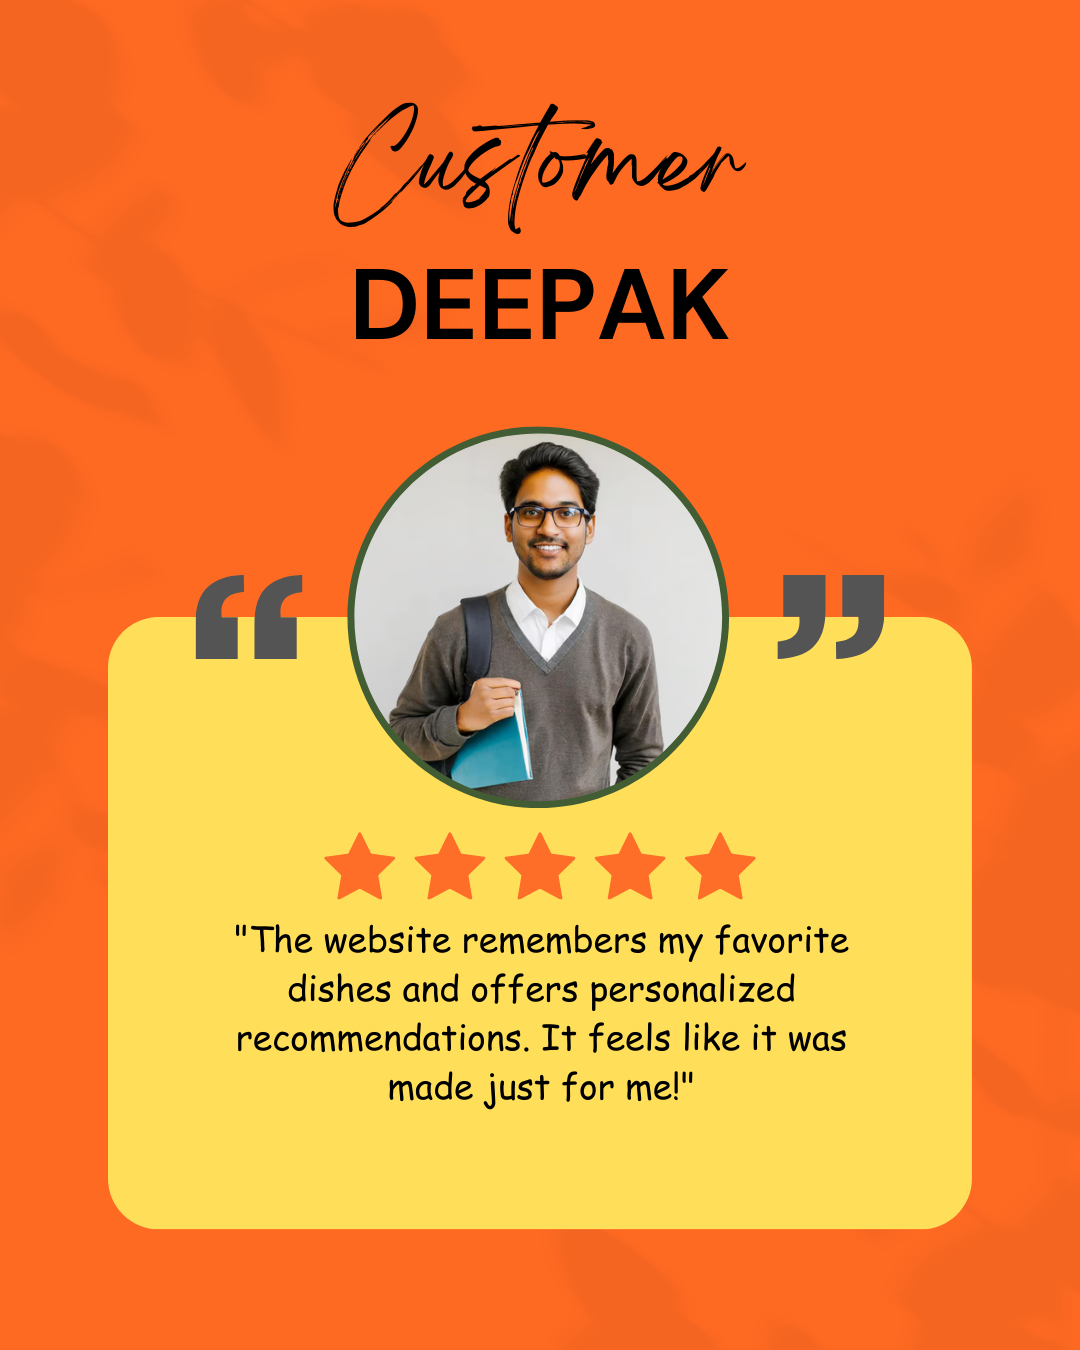 Customer
DEEPAK
“ ”
"The website remembers my favorite
dishes and offers personalized
recommendations. It feels like it was
made just for me!"